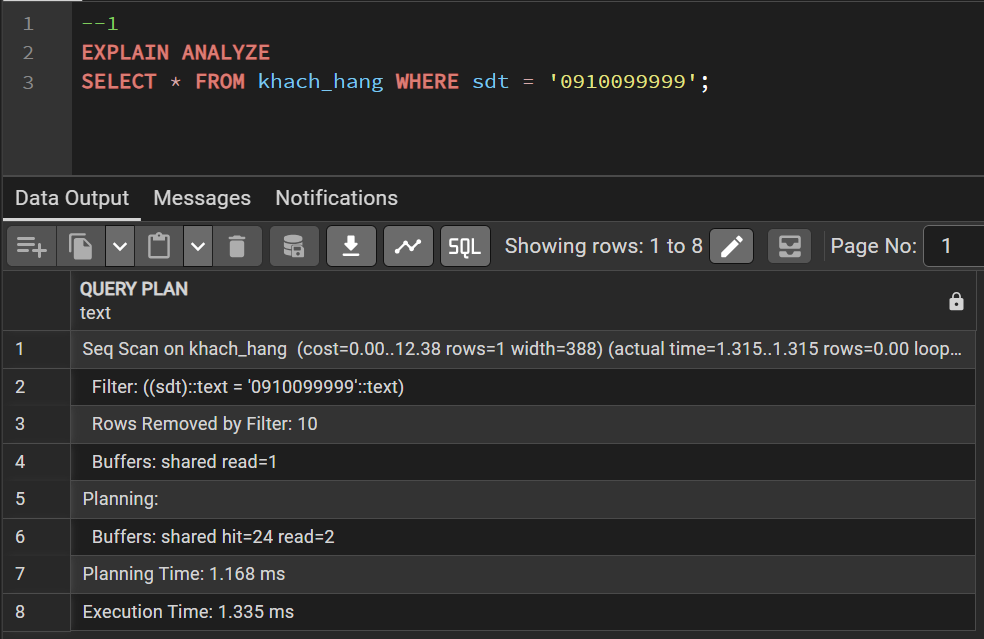 1 --1
2 EXPLAIN ANALYZE
3 SELECT * FROM khach_hang WHERE sdt = '0910099999';
Data Output Messages Notifications
SQL Showing rows: 1 to 8 Page No: 1
QUERY PLAN
text
1 Seq Scan on khach_hang (cost=0.00..12.38 rows=1 width=388) (actual time=1.315..1.315 rows=0.00 loop...
2 Filter: ((sdt)::text = '0910099999'::text)
3 Rows Removed by Filter: 10
4 Buffers: shared read=1
5 Planning:
6 Buffers: shared hit=24 read=2
7 Planning Time: 1.168 ms
8 Execution Time: 1.335 ms